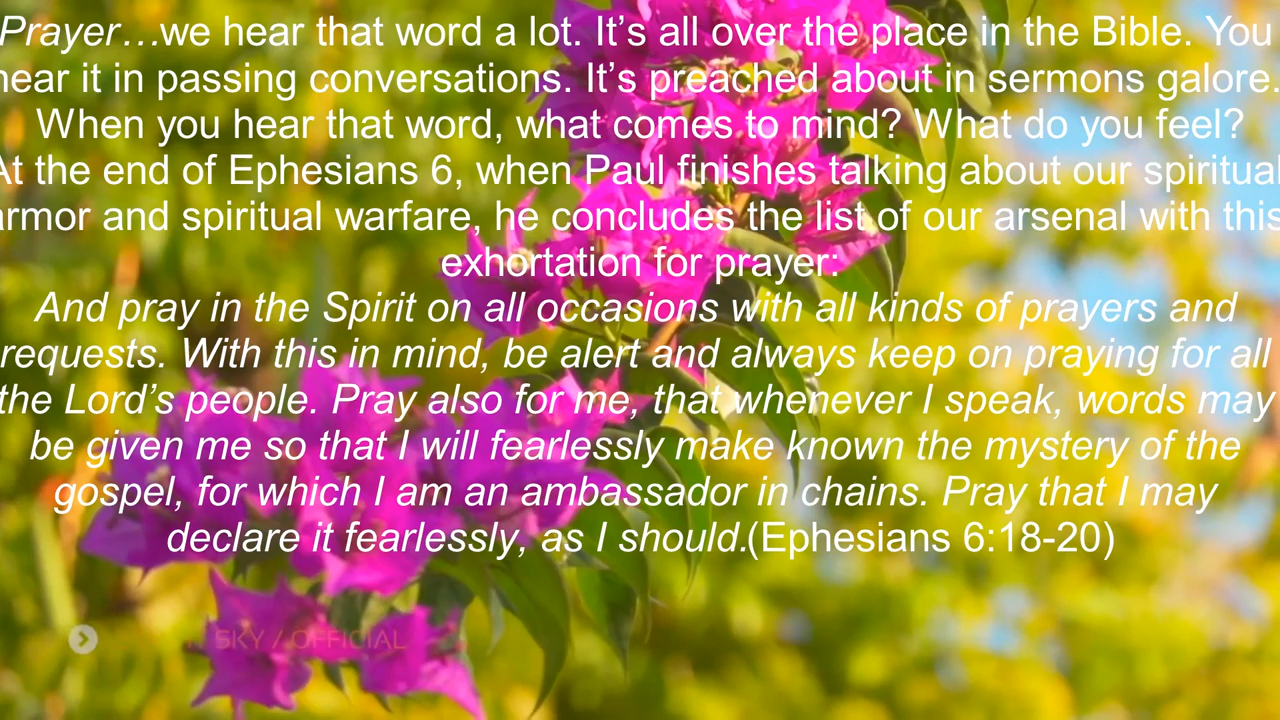 Prayer…we hear that word a lot. It’s all over the place in the Bible. You
hear it in passing conversations. It’s preached about in sermons galore.
When you hear that word, what comes to mind? What do you feel?
At the end of Ephesians 6, when Paul finishes talking about our spiritual
armor and spiritual warfare, he concludes the list of our arsenal with this
exhortation for prayer:
And pray in the Spirit on all occasions with all kinds of prayers and
requests. With this in mind, be alert and always keep on praying for all
the Lord’s people. Pray also for me, that whenever I speak, words may
be given me so that I will fearlessly make known the mystery of the
gospel, for which I am an ambassador in chains. Pray that I may
declare it fearlessly, as I should.(Ephesians 6:18-20)
SKY / OFFICIAL